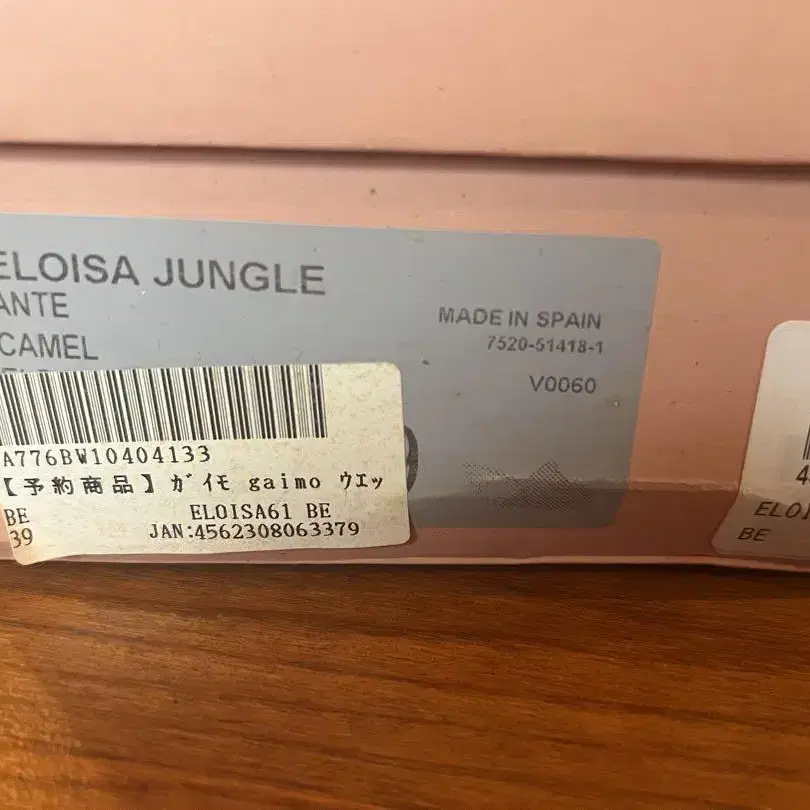 ELOISA JUNGLE
ANTE
CAMEL
MADE IN SPAIN
7520-51418-1
V0060
A776BW10404133
【予約商品】ガイモ gaimo ウエッ
BE
ELOISA61 BE
39
JAN:4562308063379
ELOI
BE